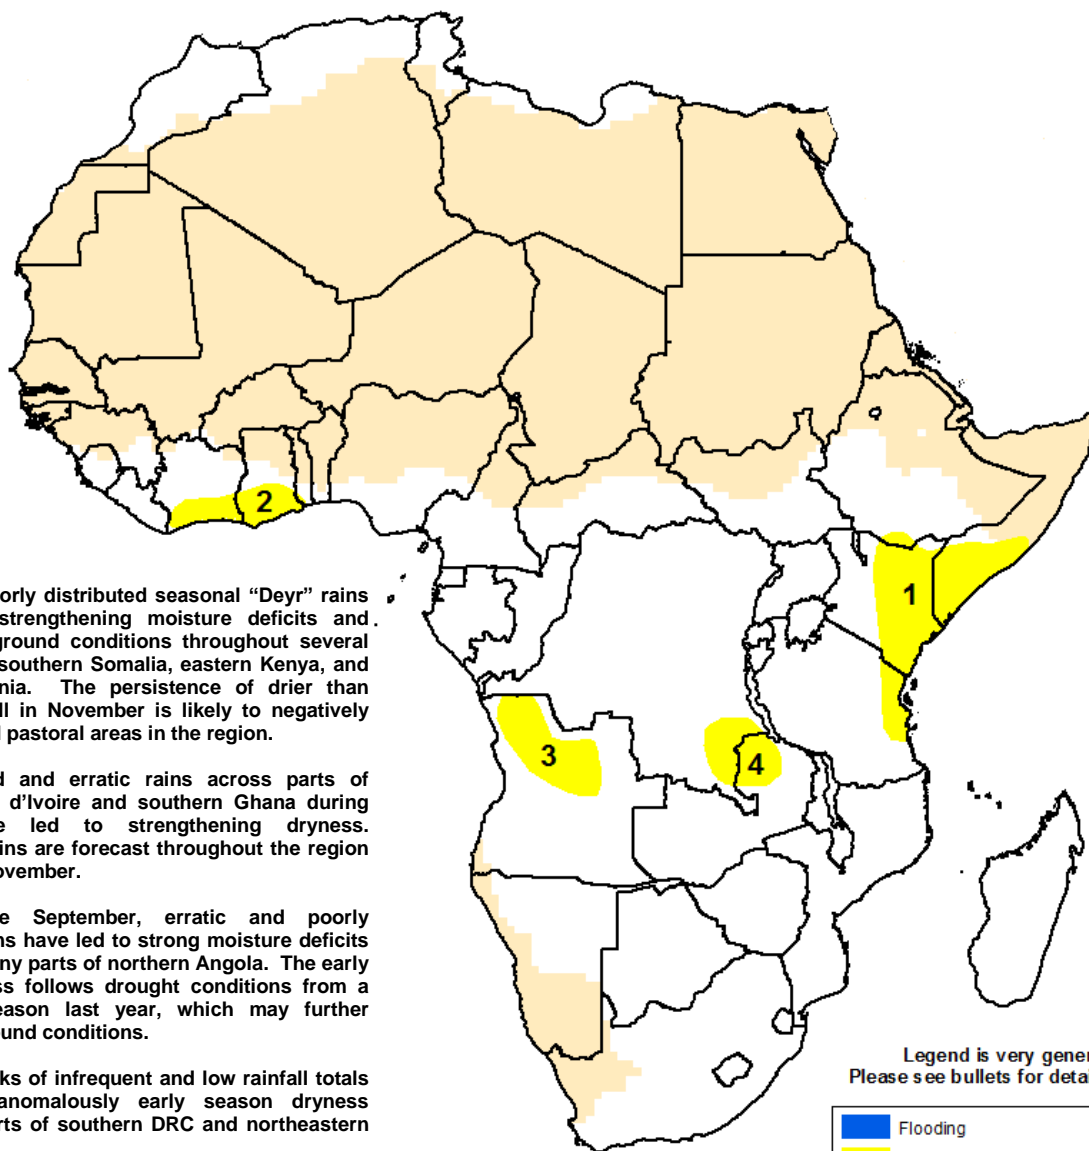 orly distributed seasonal “Deyr” rains
strengthening moisture deficits and
ground conditions throughout several
southern Somalia, eastern Kenya, and
nia. The persistence of drier than
ll in November is likely to negatively
d pastoral areas in the region.
d and erratic rains across parts of
d’Ivoire and southern Ghana during
e led to strengthening dryness.
ins are forecast throughout the region
ovember.
e September, erratic and poorly
ns have led to strong moisture deficits
ny parts of northern Angola. The early
ss follows drought conditions from a
eason last year, which may further
ound conditions.
ks of infrequent and low rainfall totals
anomalously early season dryness
rts of southern DRC and northeastern
2
1
3
4
Legend is very gener
Please see bullets for detai
Flooding